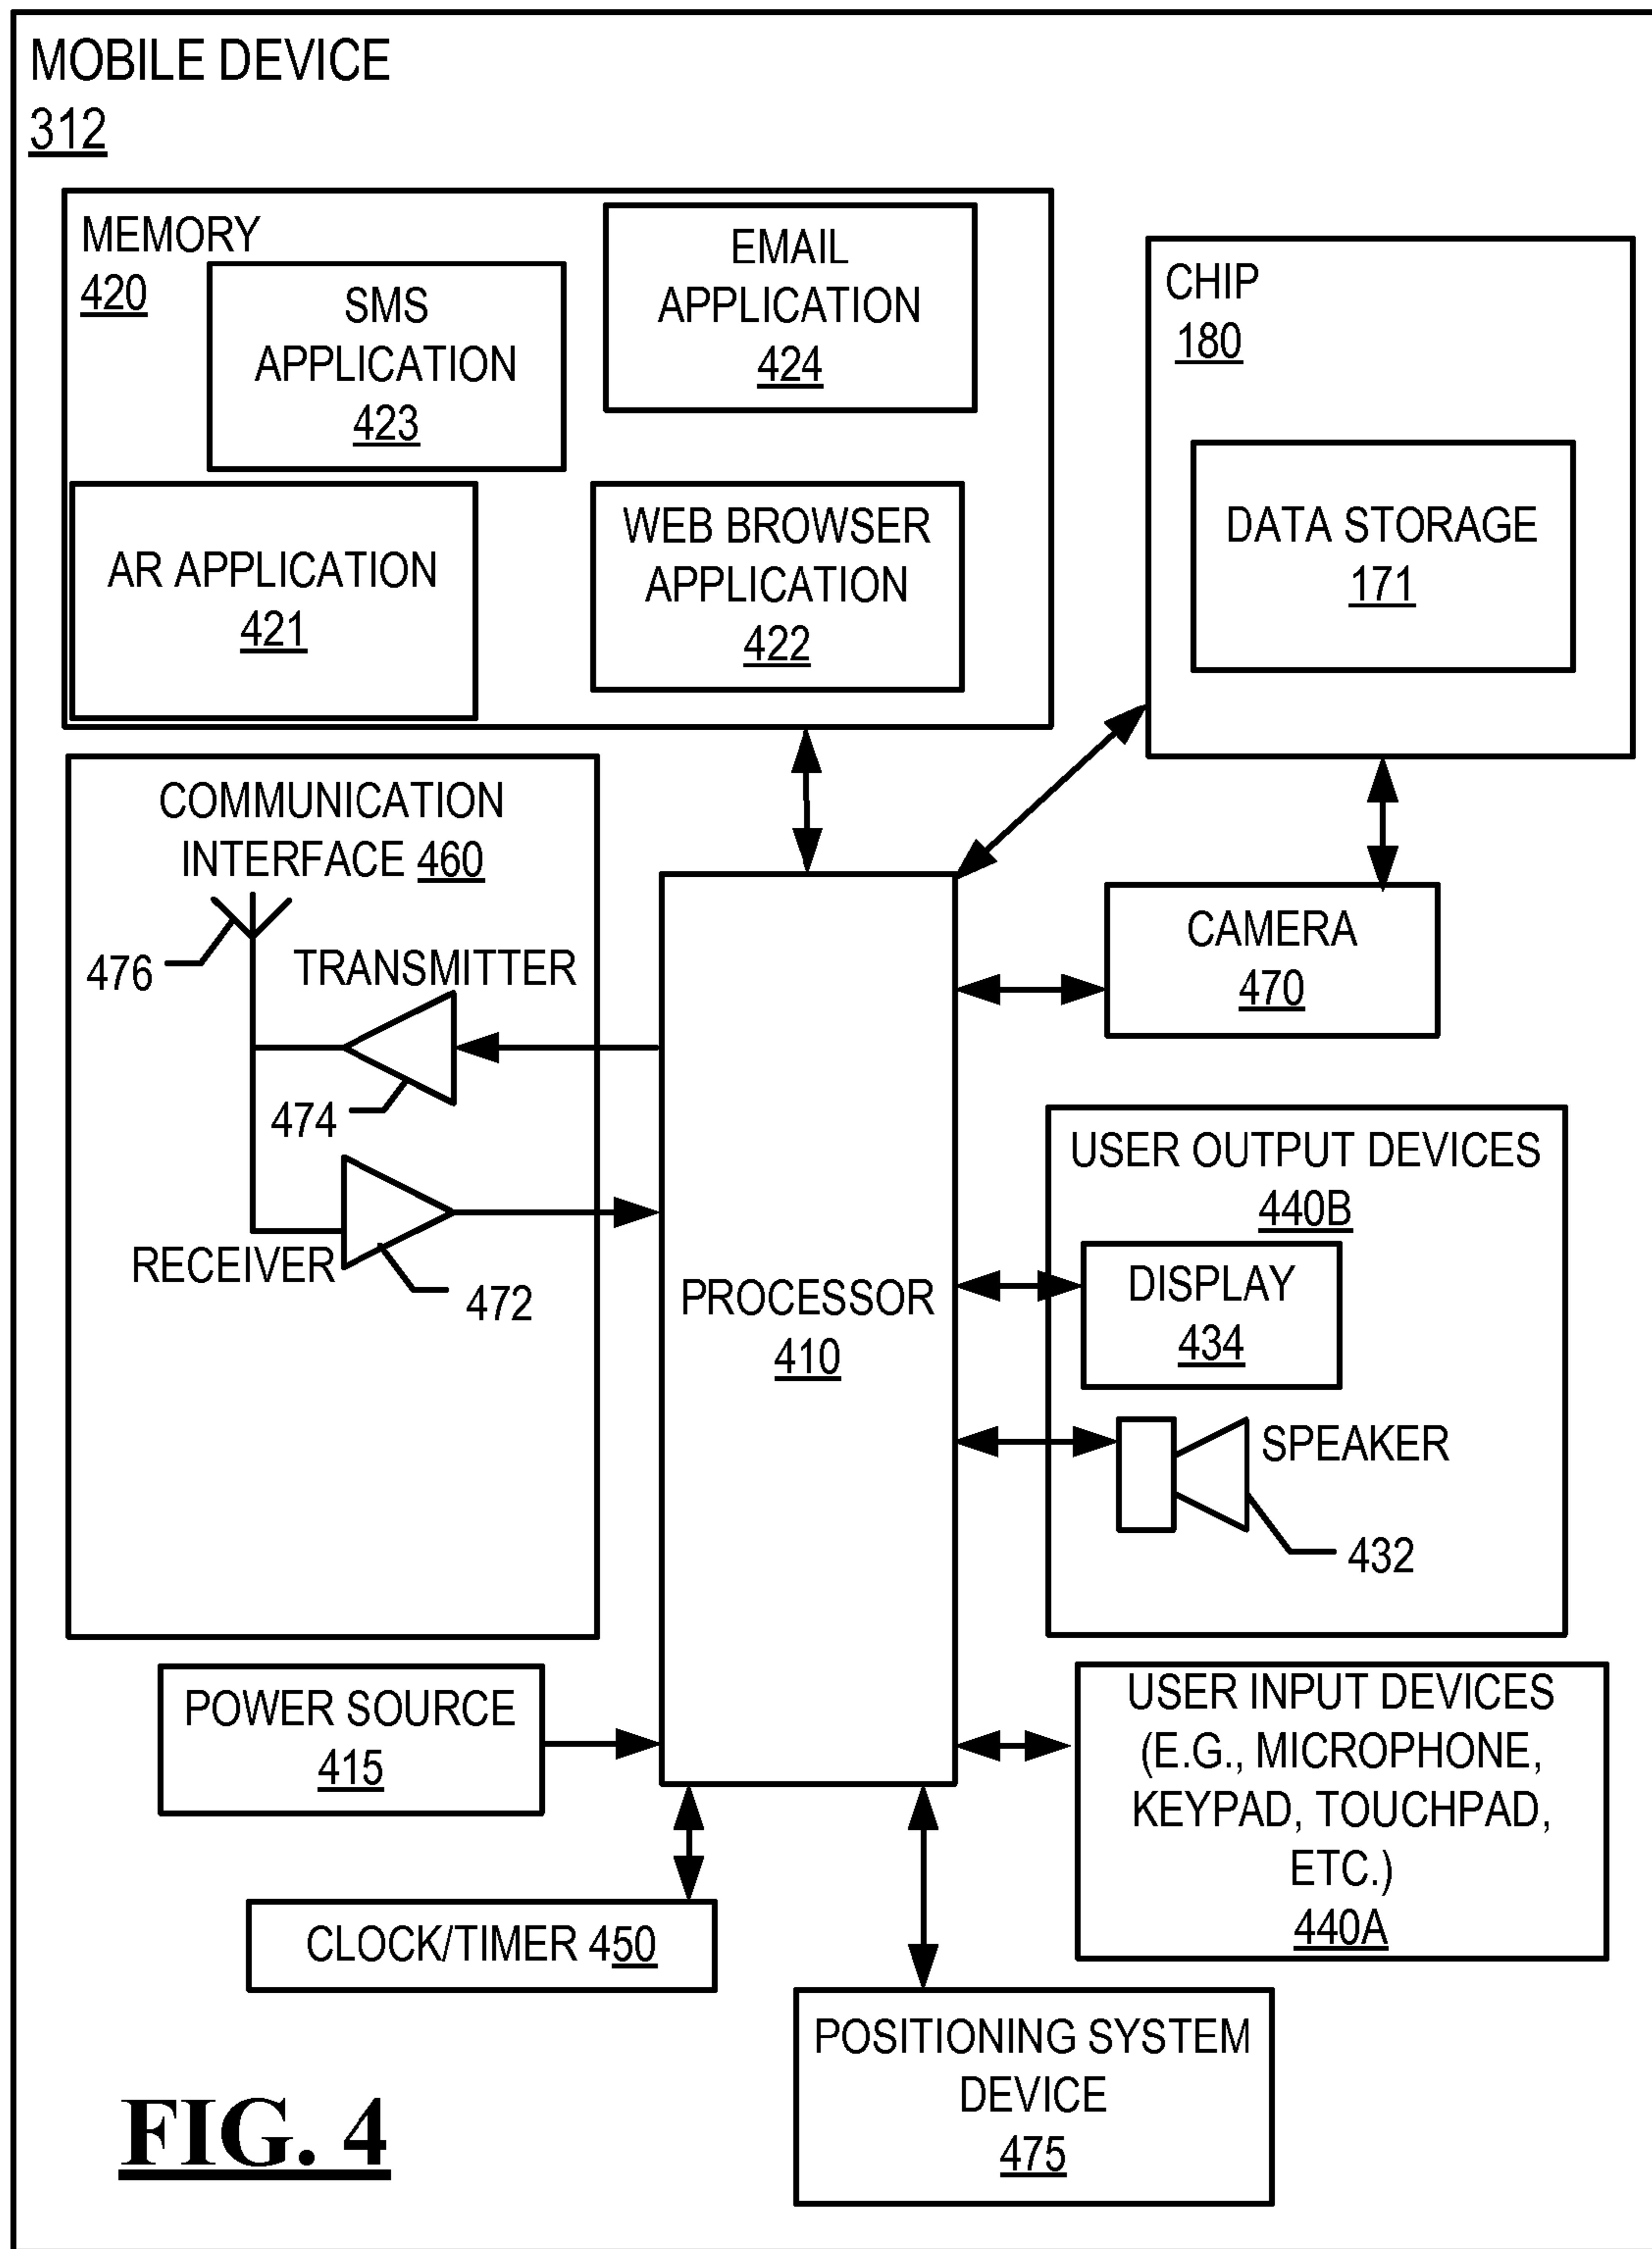 MOBILE DEVICE
312
MEMORY
420
SMS
APPLICATION
423
EMAIL
APPLICATION
424
AR APPLICATION
421
WEB BROWSER
APPLICATION
422
CHIP
180
DATA STORAGE
171
COMMUNICATION
INTERFACE 460
476
TRANSMITTER
474
RECEIVER
472
PROCESSOR
410
CAMERA
470
USER OUTPUT DEVICES
440B
DISPLAY
434
SPEAKER
432
POWER SOURCE
415
USER INPUT DEVICES
(E.G., MICROPHONE,
KEYPAD, TOUCHPAD,
ETC.)
440A
CLOCK/TIMER 450
POSITIONING SYSTEM
DEVICE
475
FIG. 4